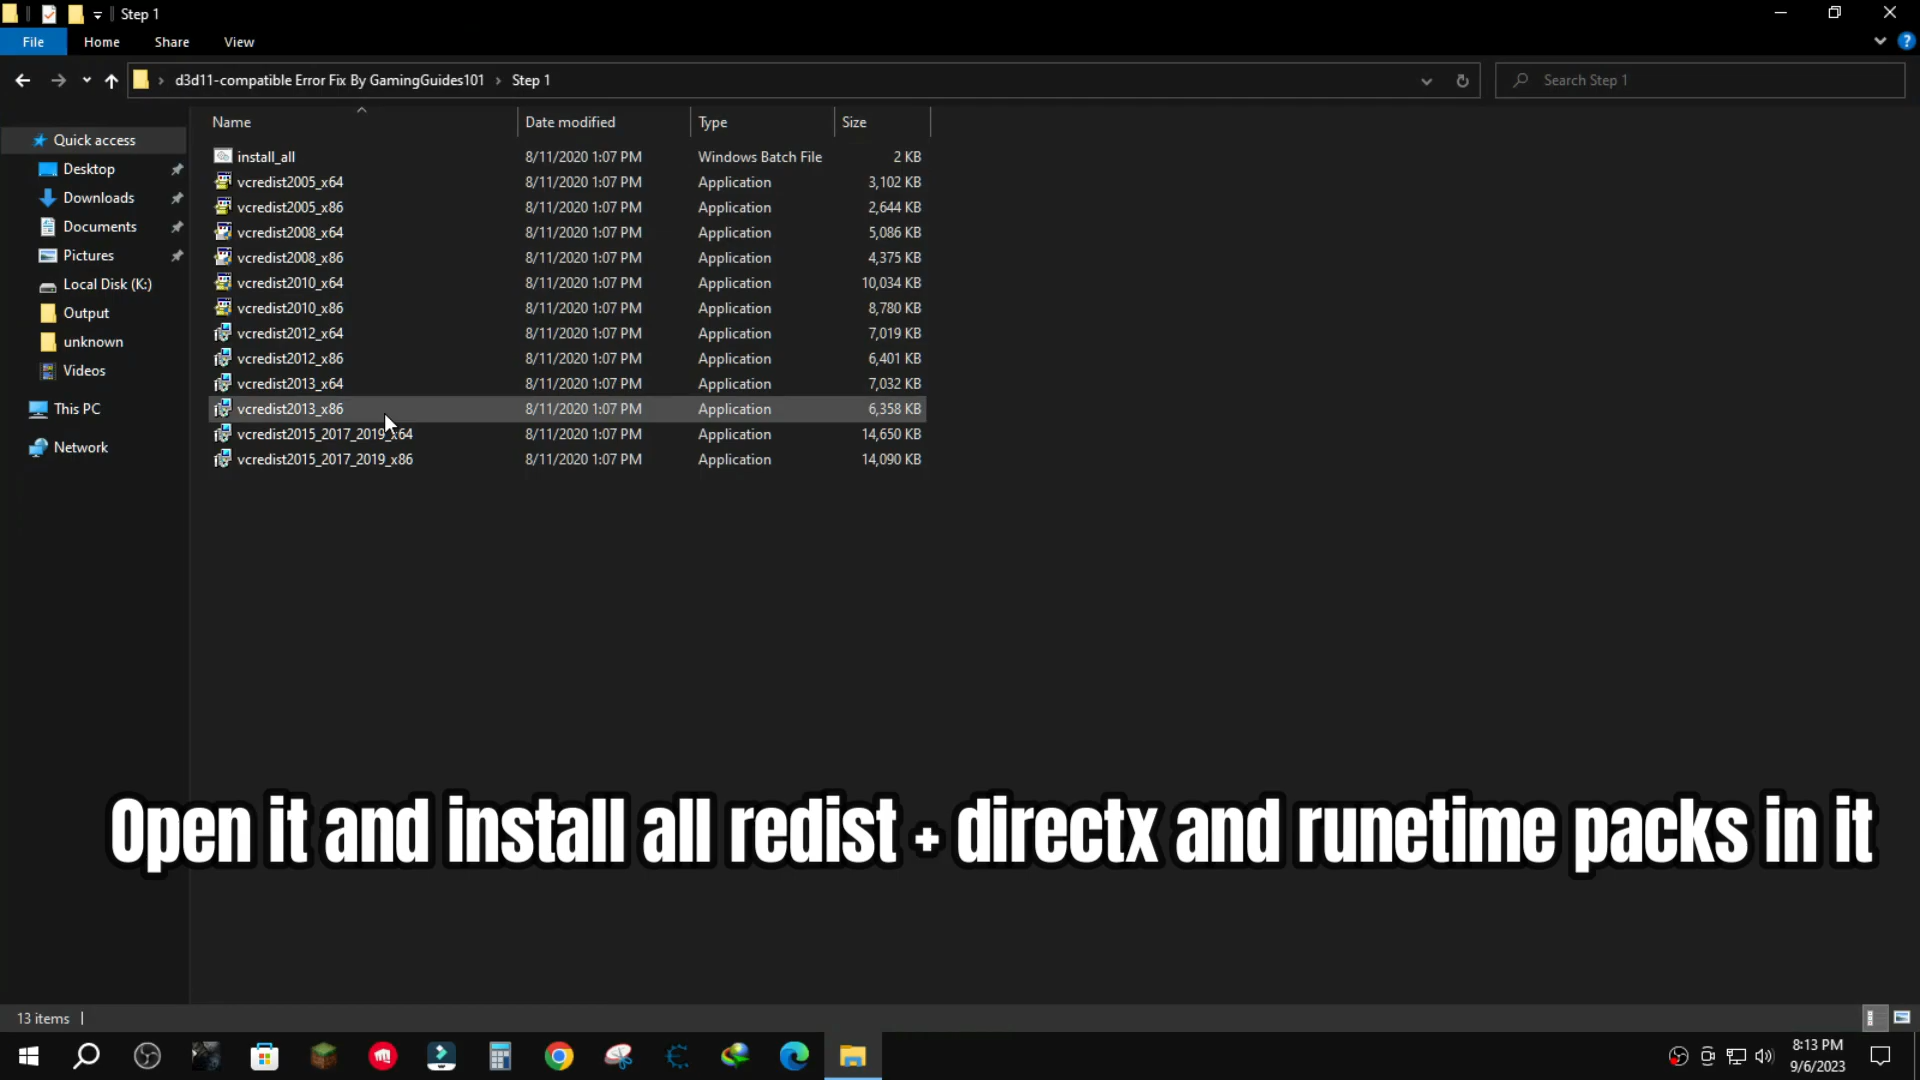 Step 1
File Home Share View
d3d11-compatible Error Fix By GamingGuides101 > Step 1
Search Step 1
Name Date modified Type Size
Quick access
Desktop
Downloads
Documents
Pictures
Local Disk (K:)
Output
unknown
Videos
This PC
Network
install_all 8/11/2020 1:07 PM Windows Batch File 2 KB
vcredist2005_x64 8/11/2020 1:07 PM Application 3,102 KB
vcredist2005_x86 8/11/2020 1:07 PM Application 2,644 KB
vcredist2008_x64 8/11/2020 1:07 PM Application 5,086 KB
vcredist2008_x86 8/11/2020 1:07 PM Application 4,375 KB
vcredist2010_x64 8/11/2020 1:07 PM Application 10,034 KB
vcredist2010_x86 8/11/2020 1:07 PM Application 8,780 KB
vcredist2012_x64 8/11/2020 1:07 PM Application 7,019 KB
vcredist2012_x86 8/11/2020 1:07 PM Application 6,401 KB
vcredist2013_x64 8/11/2020 1:07 PM Application 7,032 KB
vcredist2013_x86 8/11/2020 1:07 PM Application 6,358 KB
vcredist2015_2017_2019_x64 8/11/2020 1:07 PM Application 14,650 KB
vcredist2015_2017_2019_x86 8/11/2020 1:07 PM Application 14,090 KB
Open it and install all redist + directx and runetime packs in it
13 items
8:13 PM
9/6/2023